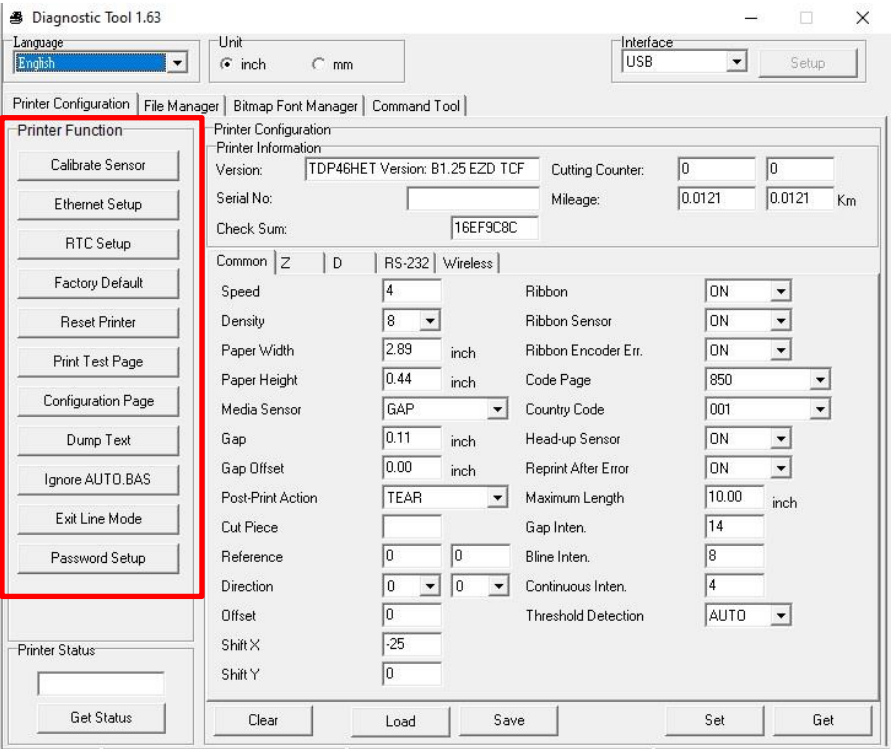 Diagnostic Tool 1.63
Language Unit Interface
English inch mm USB Setup
Printer Configuration File Manager Bitmap Font Manager Command Tool
Printer Function
Calibrate Sensor
Ethernet Setup
RTC Setup
Factory Default
Reset Printer
Print Test Page
Configuration Page
Dump Text
Ignore AUTO.BAS
Exit Line Mode
Password Setup
Printer Status
Get Status
Printer Configuration
Printer Information
Version: TDP46HET Version: B1.25 EZD TCF Cutting Counter: 0 0
Serial No: Mileage: 0.0121 0.0121 Km
Check Sum: 16EF9C8C
Common Z D RS-232 Wireless
Speed 4 Ribbon ON
Density 8 Ribbon Sensor ON
Paper Width 2.89 inch Ribbon Encoder Err. ON
Paper Height 0.44 inch Code Page 850
Media Sensor GAP Country Code 001
Gap 0.11 inch Head-up Sensor ON
Gap Offset 0.00 inch Reprint After Error ON
Post-Print Action TEAR Maximum Length 10.00 inch
Cut Piece Gap Inten. 14
Reference 0 0 Bline Inten. 8
Direction 0 0 Continuous Inten. 4
Offset 0 Threshold Detection AUTO
Shift X -25
Shift Y 0
Clear Load Save Set Get